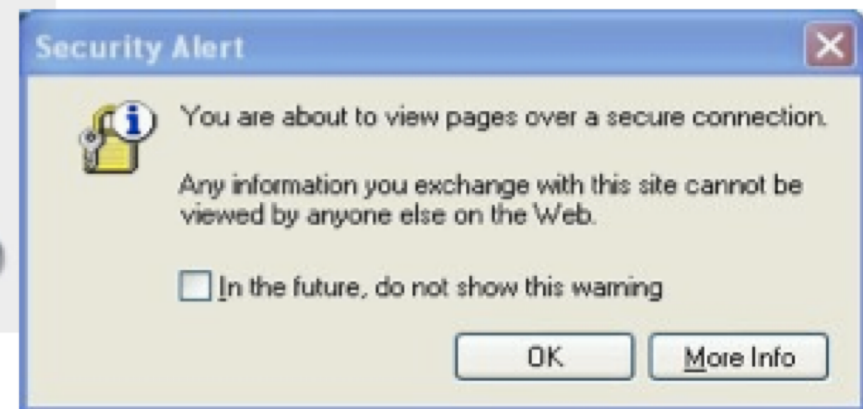 Security Alert
You are about to view pages over a secure connection.
Any information you exchange with this site cannot be
viewed by anyone else on the Web.
In the future, do not show this warning
OK
More Info